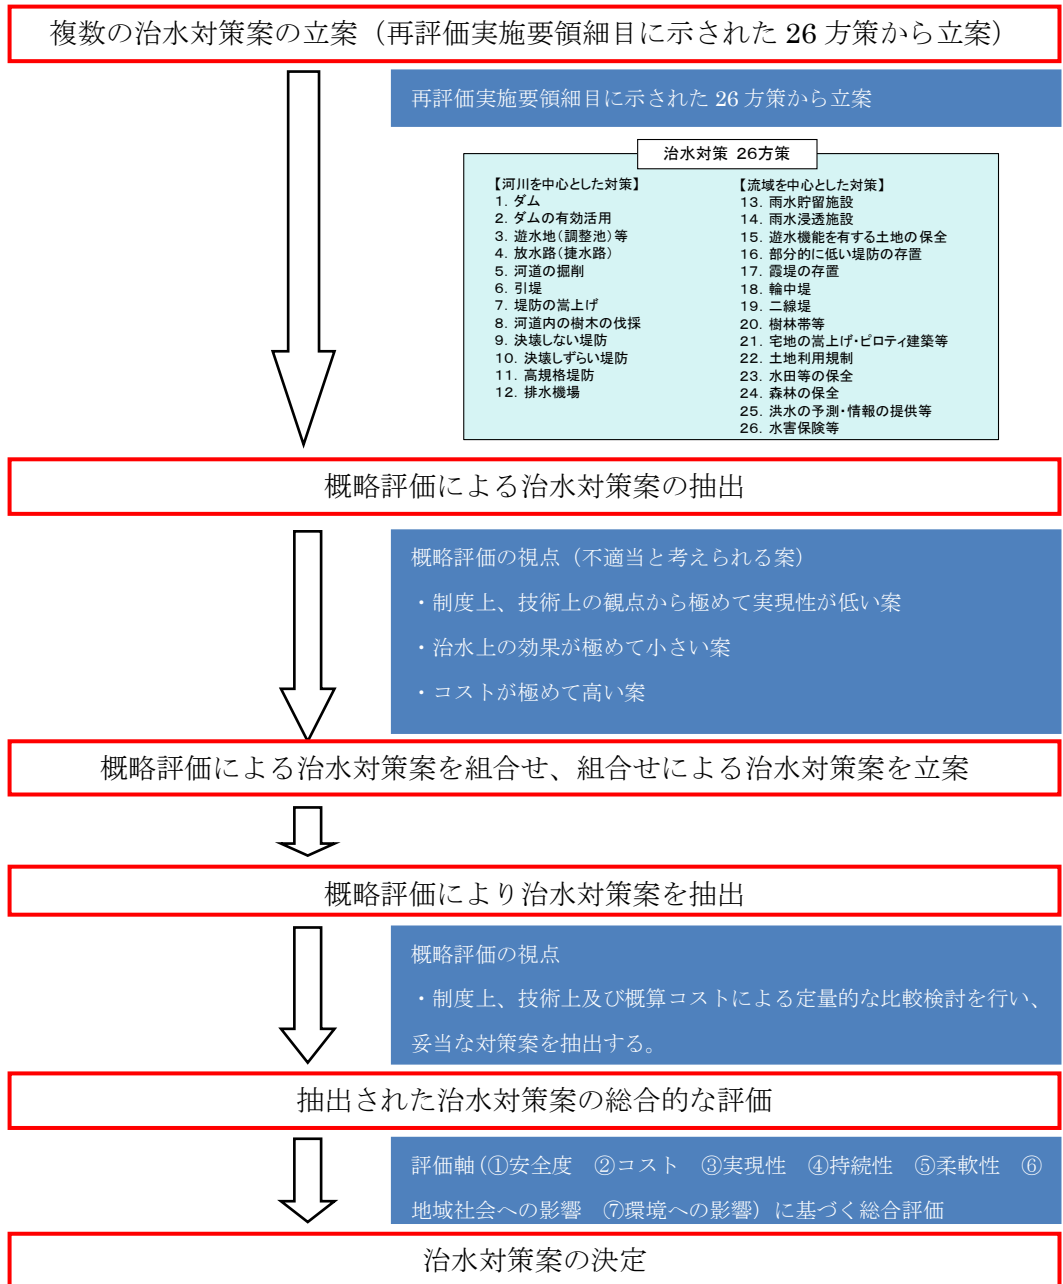 複数の治水対策案の立案（再評価実施要領細目に示された 26 方策から立案）
再評価実施要領細目に示された 26 方策から立案
治水対策 26方策
【河川を中心とした対策】
1. ダム
2. ダムの有効活用
3. 遊水地（調整池）等
4. 放水路（捷水路）
5. 河道の掘削
6. 引堤
7. 堤防の嵩上げ
8. 河道内の樹木の伐採
9. 決壊しない堤防
10. 決壊しづらい堤防
11. 高規格堤防
12. 排水機場
【流域を中心とした対策】
13. 雨水貯留施設
14. 雨水浸透施設
15. 遊水機能を有する土地の保全
16. 部分的に低い堤防の存置
17. 霞堤の存置
18. 輪中堤
19. 二線堤
20. 樹林帯等
21. 宅地の嵩上げ・ピロティ建築等
22. 土地利用規制
23. 水田等の保全
24. 森林の保全
25. 洪水の予測・情報の提供等
26. 水害保険等
概略評価による治水対策案の抽出
概略評価の視点（不適当と考えられる案）
・制度上、技術上の観点から極めて実現性が低い案
・治水上の効果が極めて小さい案
・コストが極めて高い案
概略評価による治水対策案を組合せ、組合せによる治水対策案を立案
概略評価により治水対策案を抽出
概略評価の視点
・制度上、技術上及び概算コストによる定量的な比較検討を行い、
妥当な対策案を抽出する。
抽出された治水対策案の総合的な評価
評価軸（①安全度　②コスト　③実現性　④持続性　⑤柔軟性　⑥
地域社会への影響　⑦環境への影響）に基づく総合評価
治水対策案の決定